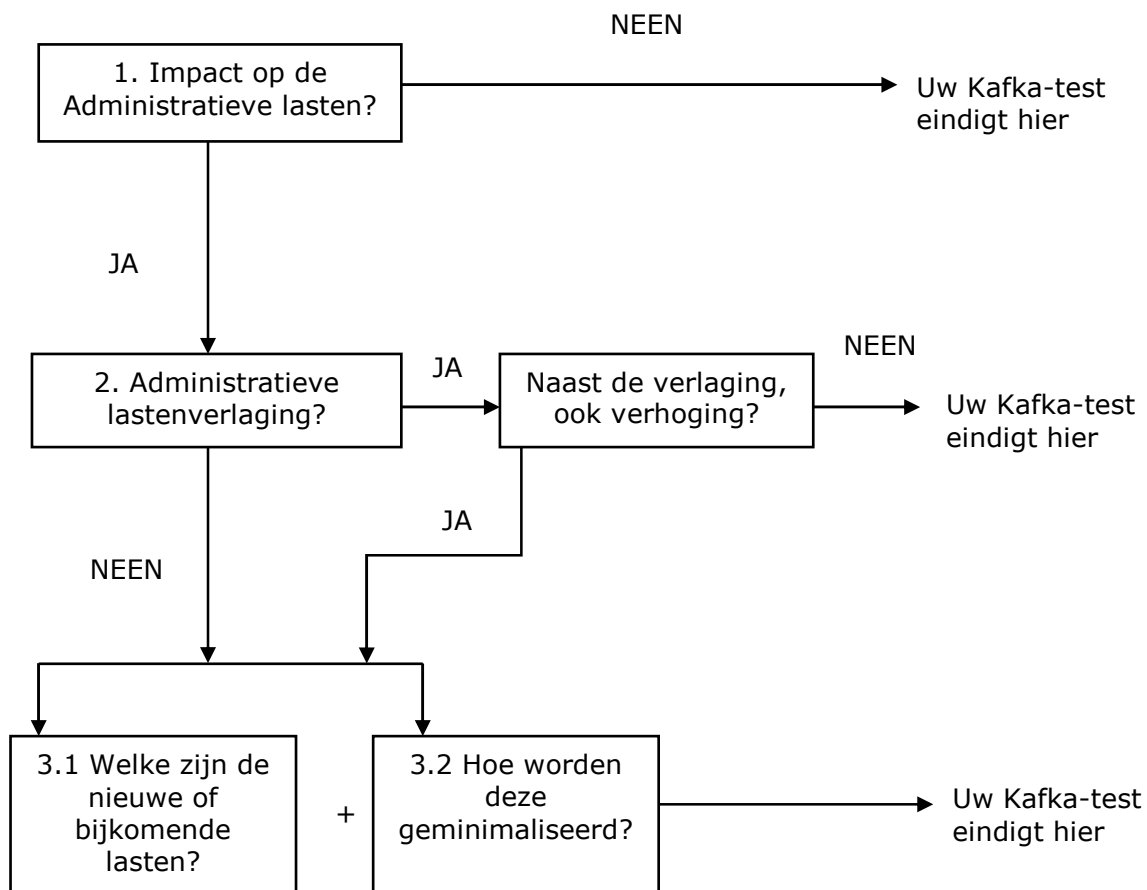 NEEN
1. Impact op de
Administratieve lasten?
Uw Kafka-test
eindigt hier
JA
2. Administratieve
lastenverlaging?
JA
Naast de verlaging,
ook verhoging?
NEEN
Uw Kafka-test
eindigt hier
JA
NEEN
3.1 Welke zijn de
nieuwe of
bijkomende
lasten?
+
3.2 Hoe worden
deze
geminimaliseerd?
Uw Kafka-test
eindigt hier